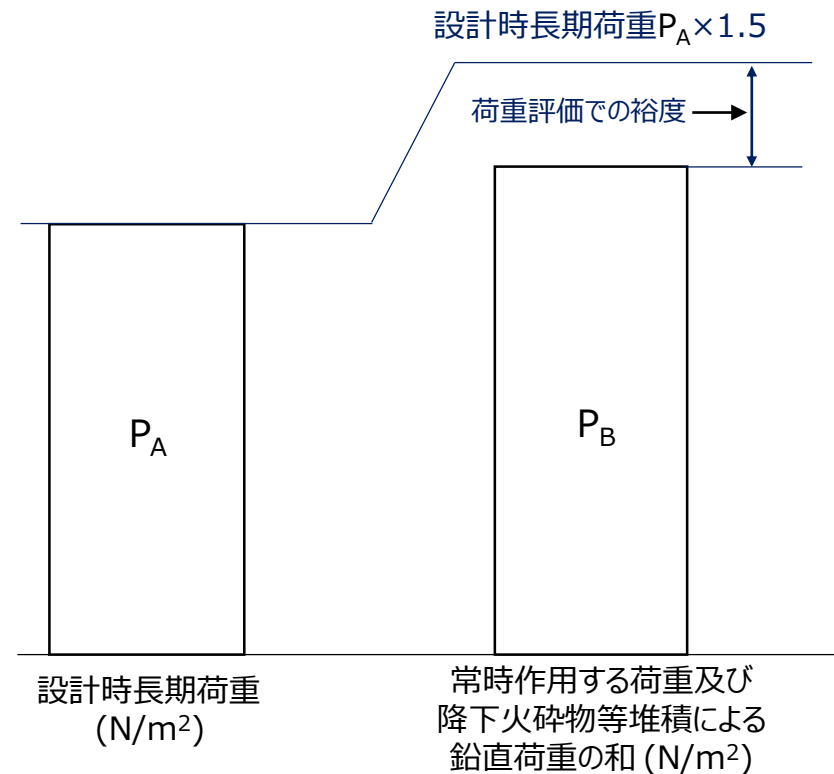 設計時長期荷重PA×1.5
荷重評価での裕度
PA
PB
設計時長期荷重
(N/m²)
常時作用する荷重及び
降下火砕物等堆積による
鉛直荷重の和 (N/m²)